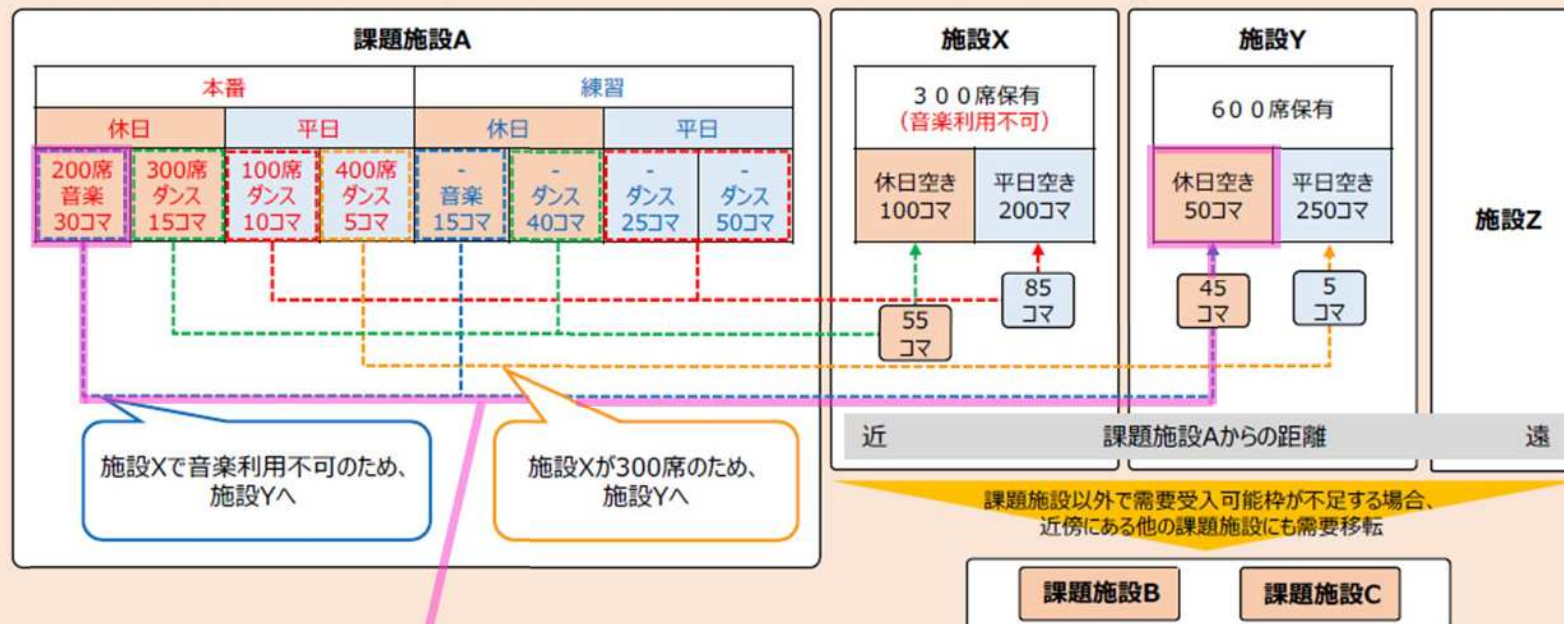 課題施設A
本番
練習
休日
平日
休日
平日
200席
音楽
30コマ
300席
ダンス
15コマ
100席
ダンス
10コマ
400席
ダンス
5コマ
-
音楽
15コマ
-
ダンス
40コマ
-
ダンス
25コマ
-
ダンス
50コマ
施設Xで音楽利用不可のため、
施設Yへ
施設Xが300席のため、
施設Yへ
施設X
３００席保有
（音楽利用不可）
休日空き
100コマ
平日空き
200コマ
55
コマ
85
コマ
施設Y
６００席保有
休日空き
50コマ
平日空き
250コマ
45
コマ
5
コマ
施設Z
近 課題施設Aからの距離 遠
課題施設以外で需要受入可能枠が不足する場合、
近傍にある他の課題施設にも需要移転
課題施設B
課題施設C